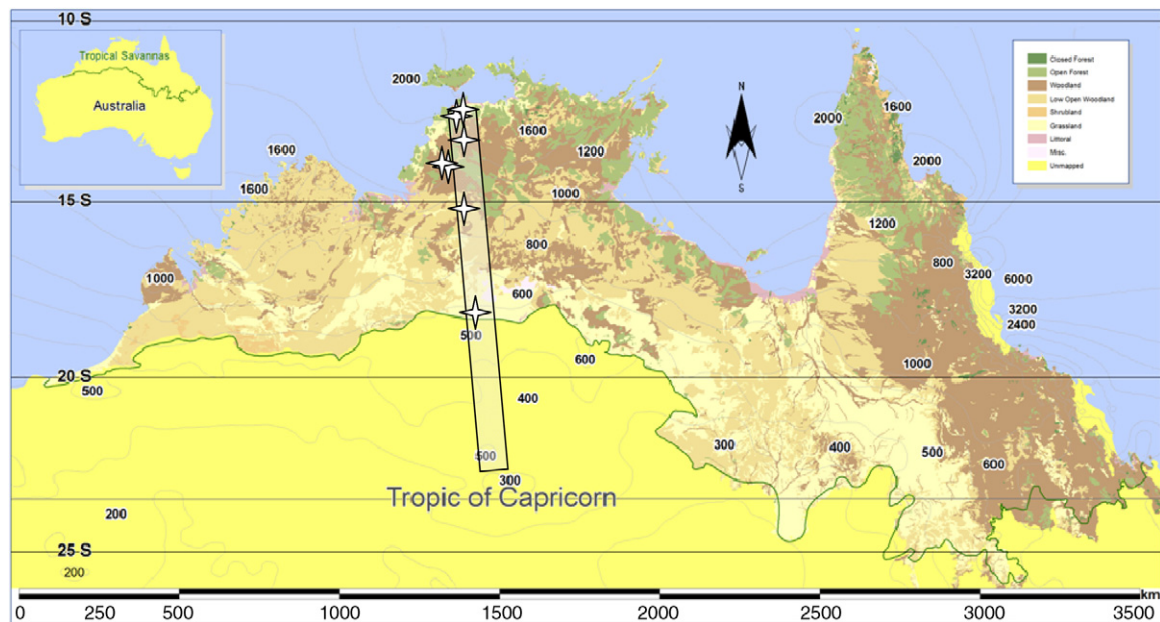 10 S
Tropical Savannas
Australia
2000
1600
1200
1000
800
600
500
1600
1600
1000
N
S
2000
1600
2000
1200
800
3200
6000
3200
2400
1000
Closed Forest
Open Forest
Woodland
Low Open Woodland
Shrubland
Grassland
Littoral
Misc.
Unmapped
15 S
20 S
500
600
400
300
400
500
600
500
300
Tropic of Capricorn
200
25 S
200
0 250 500 1000 1500 2000 2500 3000 3500
km